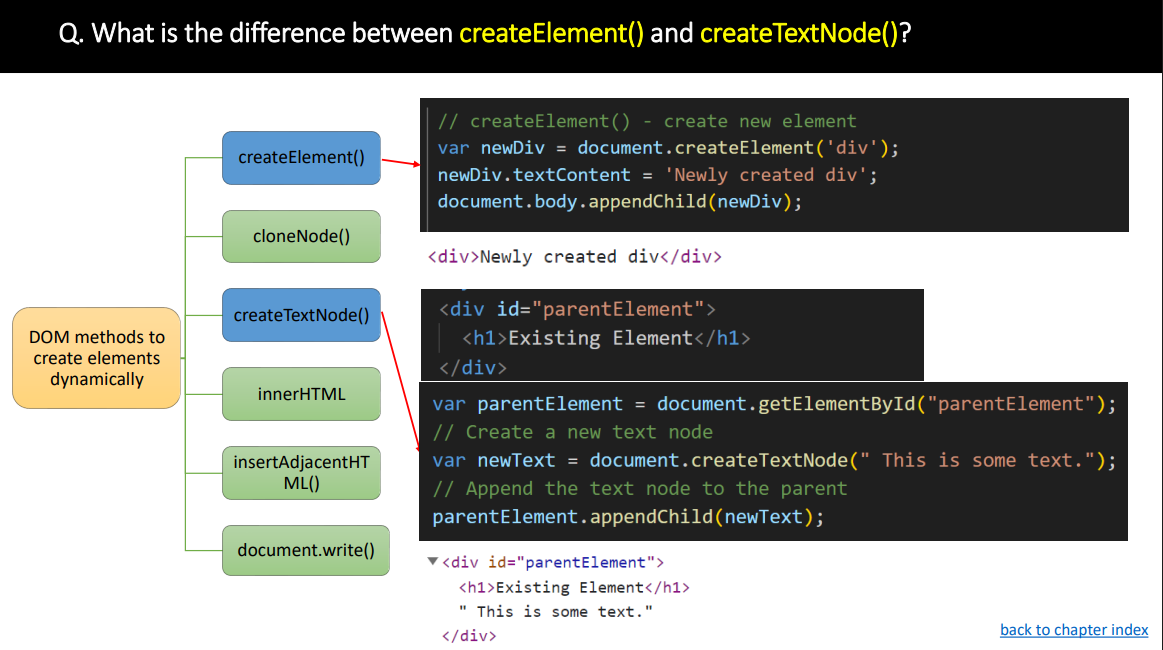 Q. What is the difference between createElement() and createTextNode()?
DOM methods to
create elements
dynamically
createElement()
cloneNode()
createTextNode()
innerHTML
insertAdjacentHT
ML()
document.write()
// createElement() - create new element
var newDiv = document.createElement('div');
newDiv.textContent = 'Newly created div';
document.body.appendChild(newDiv);
<div>Newly created div</div>
<div id="parentElement">
<h1>Existing Element</h1>
</div>
var parentElement = document.getElementById("parentElement");
// Create a new text node
var newText = document.createTextNode(" This is some text.");
// Append the text node to the parent
parentElement.appendChild(newText);
<div id="parentElement">
<h1>Existing Element</h1>
" This is some text."
</div>
back to chapter index